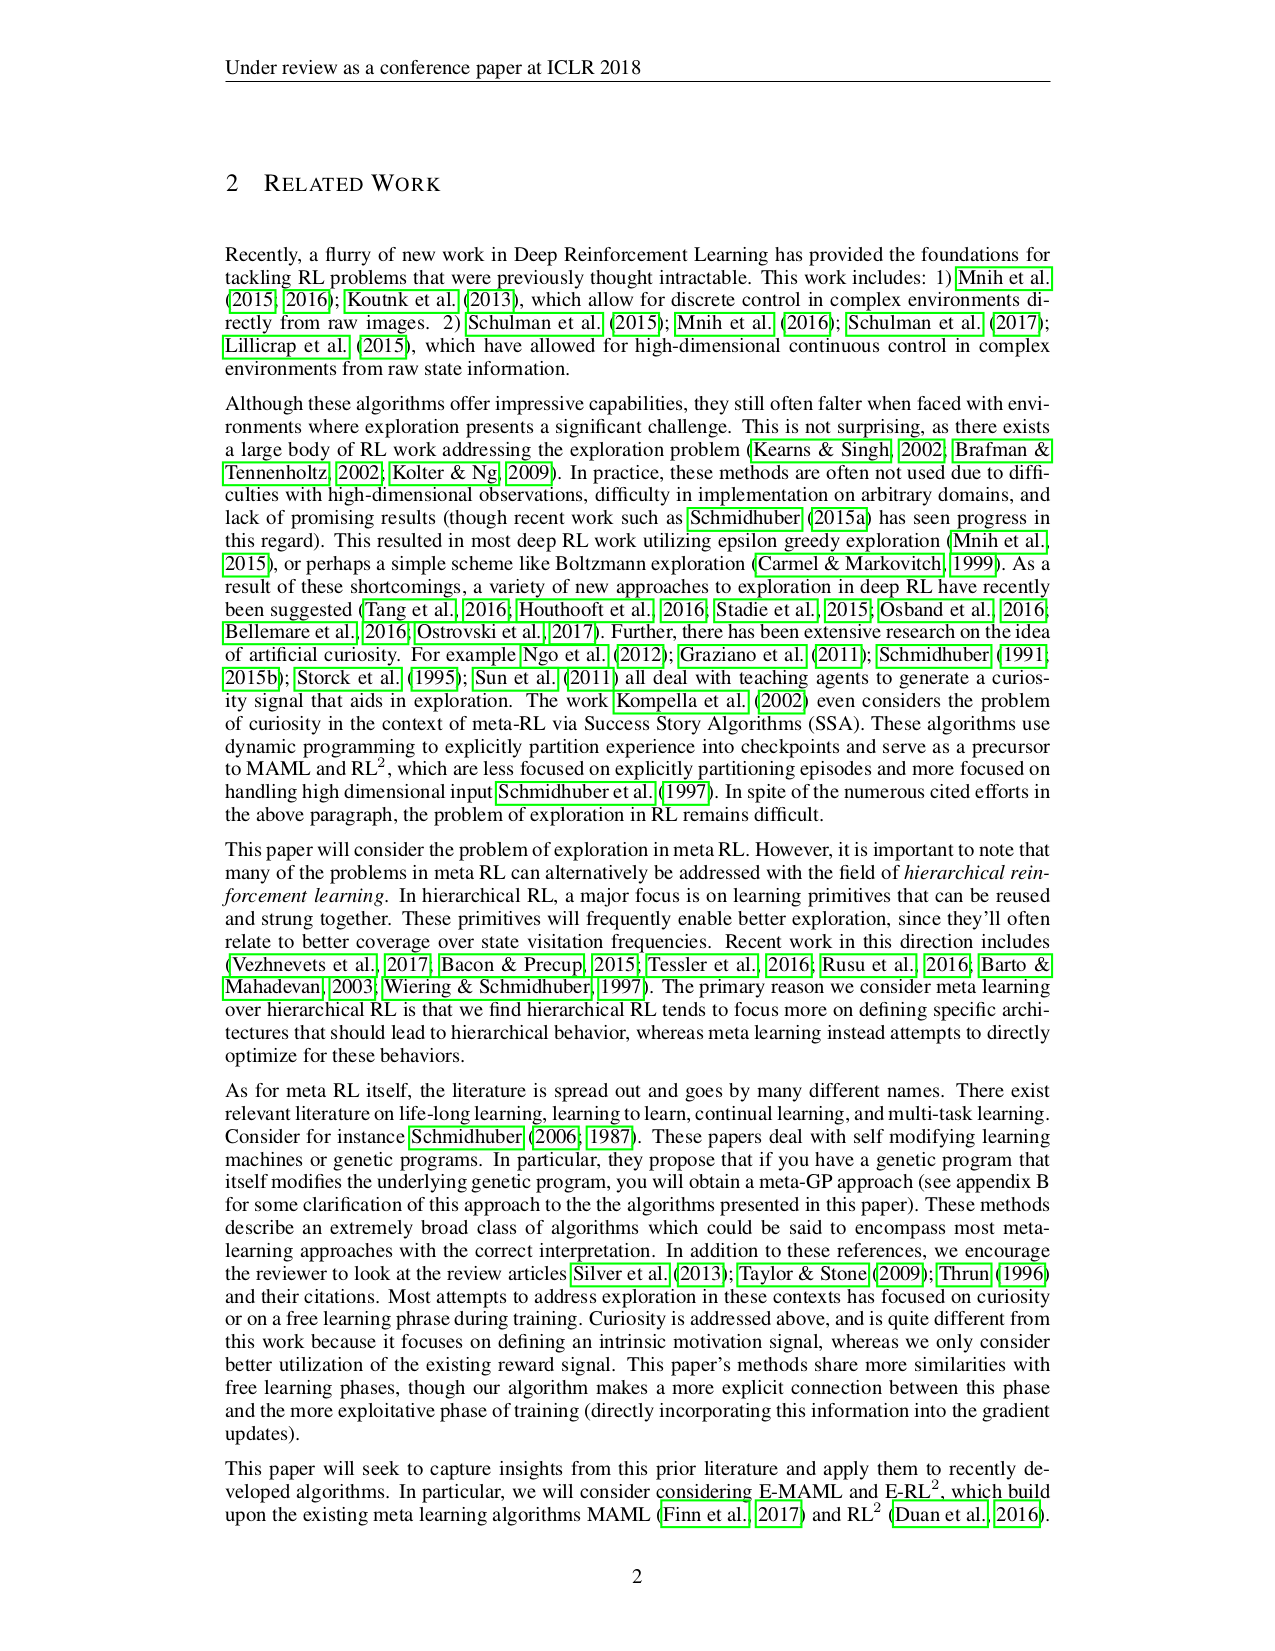 Under review as a conference paper at ICLR 2018
2 RELATED WORK
Recently, a flurry of new work in Deep Reinforcement Learning has provided the foundations for
tackling RL problems that were previously thought intractable. This work includes: 1) Mnih et al.
(2015; 2016); Koutnk et al. (2013), which allow for discrete control in complex environments di-
rectly from raw images. 2) Schulman et al. (2015); Mnih et al. (2016); Schulman et al. (2017);
Lillicrap et al. (2015), which have allowed for high-dimensional continuous control in complex
environments from raw state information.
Although these algorithms offer impressive capabilities, they still often falter when faced with envi-
ronments where exploration presents a significant challenge. This is not surprising, as there exists
a large body of RL work addressing the exploration problem (Kearns & Singh, 2002; Brafman &
Tennenholtz, 2002; Kolter & Ng, 2009). In practice, these methods are often not used due to diffi-
culties with high-dimensional observations, difficulty in implementation on arbitrary domains, and
lack of promising results (though recent work such as Schmidhuber (2015a) has seen progress in
this regard). This resulted in most deep RL work utilizing epsilon greedy exploration (Mnih et al.,
2015), or perhaps a simple scheme like Boltzmann exploration (Carmel & Markovitch, 1999). As a
result of these shortcomings, a variety of new approaches to exploration in deep RL have recently
been suggested (Tang et al., 2016; Houthooft et al., 2016; Stadie et al., 2015; Osband et al., 2016;
Bellemare et al., 2016; Ostrovski et al., 2017). Further, there has been extensive research on the idea
of artificial curiosity. For example Ngo et al. (2012); Graziano et al. (2011); Schmidhuber (1991;
2015b); Storck et al. (1995); Sun et al. (2011) all deal with teaching agents to generate a curios-
ity signal that aids in exploration. The work Kompella et al. (2002) even considers the problem
of curiosity in the context of meta-RL via Success Story Algorithms (SSA). These algorithms use
dynamic programming to explicitly partition experience into checkpoints and serve as a precursor
to MAML and RL², which are less focused on explicitly partitioning episodes and more focused on
handling high dimensional input Schmidhuber et al. (1997). In spite of the numerous cited efforts in
the above paragraph, the problem of exploration in RL remains difficult.
This paper will consider the problem of exploration in meta RL. However, it is important to note that
many of the problems in meta RL can alternatively be addressed with the field of hierarchical rein-
forcement learning. In hierarchical RL, a major focus is on learning primitives that can be reused
and strung together. These primitives will frequently enable better exploration, since they'll often
relate to better coverage over state visitation frequencies. Recent work in this direction includes
(Vezhnevets et al., 2017; Bacon & Precup, 2015; Tessler et al., 2016; Rusu et al., 2016; Barto &
Mahadevan, 2003; Wiering & Schmidhuber, 1997). The primary reason we consider meta learning
over hierarchical RL is that we find hierarchical RL tends to focus more on defining specific archi-
tectures that should lead to hierarchical behavior, whereas meta learning instead attempts to directly
optimize for these behaviors.
As for meta RL itself, the literature is spread out and goes by many different names. There exist
relevant literature on life-long learning, learning to learn, continual learning, and multi-task learning.
Consider for instance Schmidhuber (2006; 1987). These papers deal with self modifying learning
machines or genetic programs. In particular, they propose that if you have a genetic program that
itself modifies the underlying genetic program, you will obtain a meta-GP approach (see appendix B
for some clarification of this approach to the the algorithms presented in this paper). These methods
describe an extremely broad class of algorithms which could be said to encompass most meta-
learning approaches with the correct interpretation. In addition to these references, we encourage
the reviewer to look at the review articles Silver et al. (2013); Taylor & Stone (2009); Thrun (1996)
and their citations. Most attempts to address exploration in these contexts has focused on curiosity
or on a free learning phrase during training. Curiosity is addressed above, and is quite different from
this work because it focuses on defining an intrinsic motivation signal, whereas we only consider
better utilization of the existing reward signal. This paper's methods share more similarities with
free learning phases, though our algorithm makes a more explicit connection between this phase
and the more exploitative phase of training (directly incorporating this information into the gradient
updates).
This paper will seek to capture insights from this prior literature and apply them to recently de-
veloped algorithms. In particular, we will consider considering E-MAML and E-RL², which build
upon the existing meta learning algorithms MAML (Finn et al., 2017) and RL² (Duan et al., 2016).
2